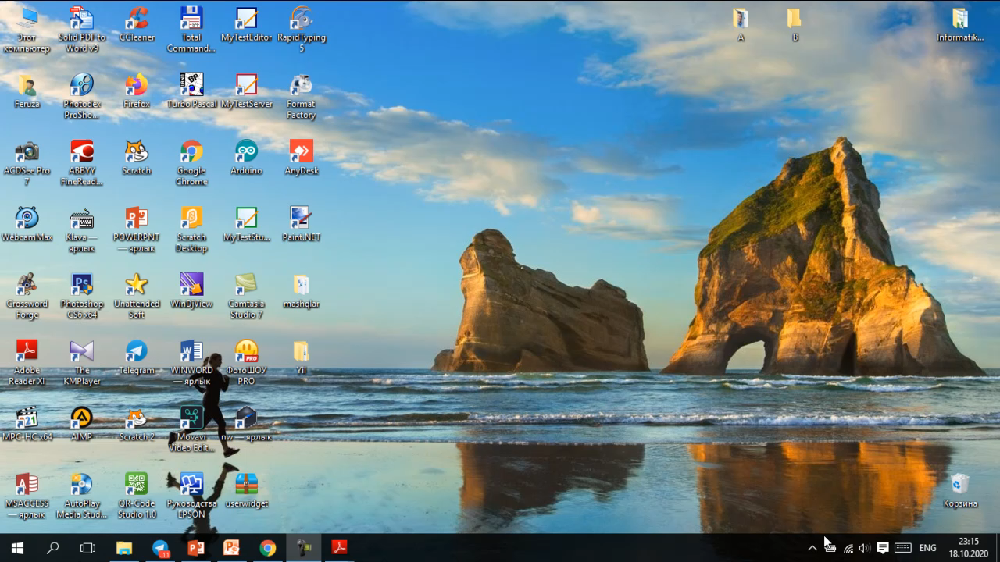 Этот компьютер
Solid PDF to Word v9
CCleaner
Total Command...
MyTestEditor
RapidTyping 5
A
B
Informatik...
Feruza
Photodex ProSho...
Firefox
Turbo Pascal
MyTestServer
Format Factory
ACDSee Pro 7
ABBYY FineRead...
Scratch
Google Chrome
Arduino
AnyDesk
WebcamMax
Klava — ярлык
POWERPNT — ярлык
Scratch Desktop
MyTestStu...
Paint.NET
Crossword Forge
Photoshop CS6 x64
Unattended Soft
WinDjView
Camtasia Studio 7
mashqlar
Adobe Reader XI
The KMPlayer
Telegram
WINWORD — ярлык
ФотоШОУ PRO
Yil
MPC-HC x64
AIMP
Scratch 2
Movavi Video Edit...
nw — ярлык
MSACCESS — ярлык
AutoPlay Media Stud...
QR-Code Studio 1.0
Руководства EPSON
userwidget
Корзина
ENG
23:15
18.10.2020